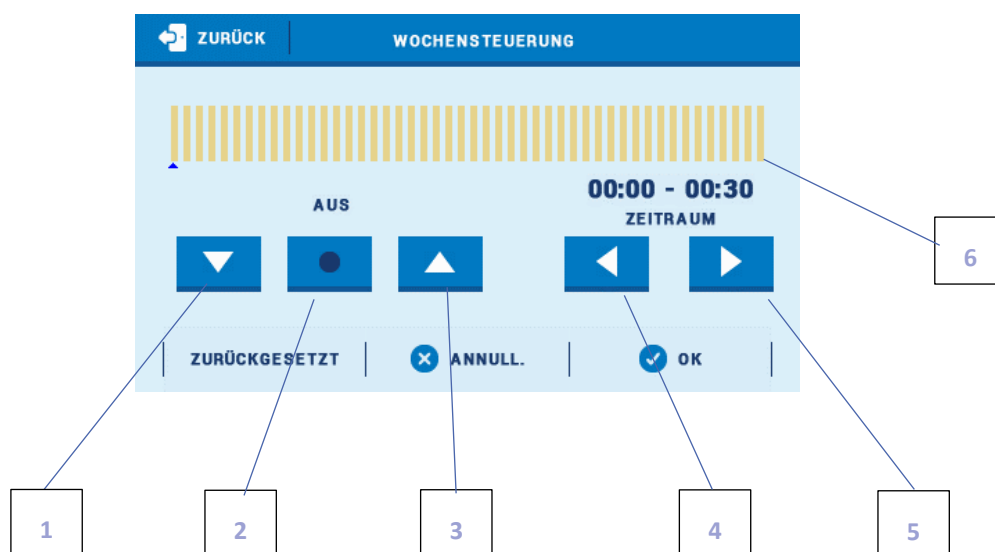 ZURÜCK
WOCHENSTEUERUNG
00:00 - 00:30
AUS
ZEITRAUM
6
ZURÜCKGESETZT
ANNULL.
OK
1
2
3
4
5